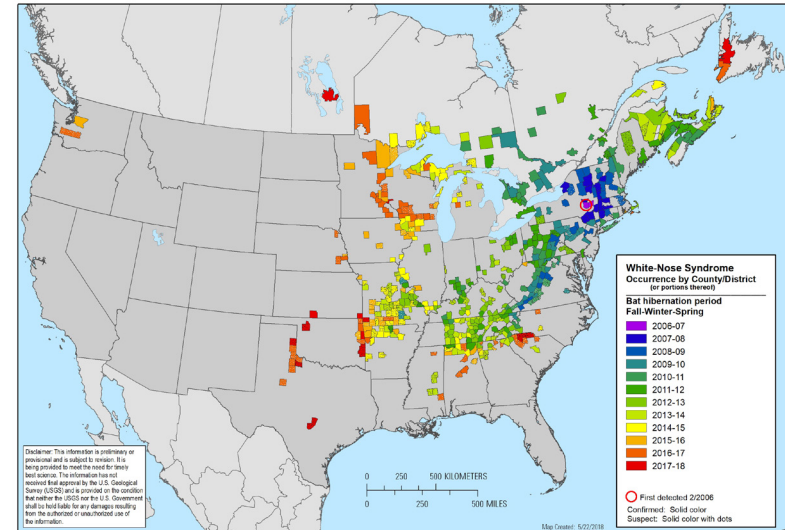 White-Nose Syndrome
Occurrence by County/District
(or portions thereof)
Bat hibernation period
Fall-Winter-Spring
2006-07
2007-08
2008-09
2009-10
2010-11
2011-12
2012-13
2013-14
2014-15
2015-16
2016-17
2017-18
First detected 2/2006
Confirmed: Solid color
Suspect: Solid color with dots
Disclaimer: This information is preliminary or
provisional and is subject to revision. It is
being provided to meet the need for timely
best science. The information has not
received final approval by the U.S. Geological
Survey (USGS) and is provided on the condition
that neither the USGS nor the U.S. Government
shall be held liable for any damages resulting
from the authorized or unauthorized use of
the information.
0 250 500 KILOMETERS
0 250 500 MILES
Map Created: 5/22/2018